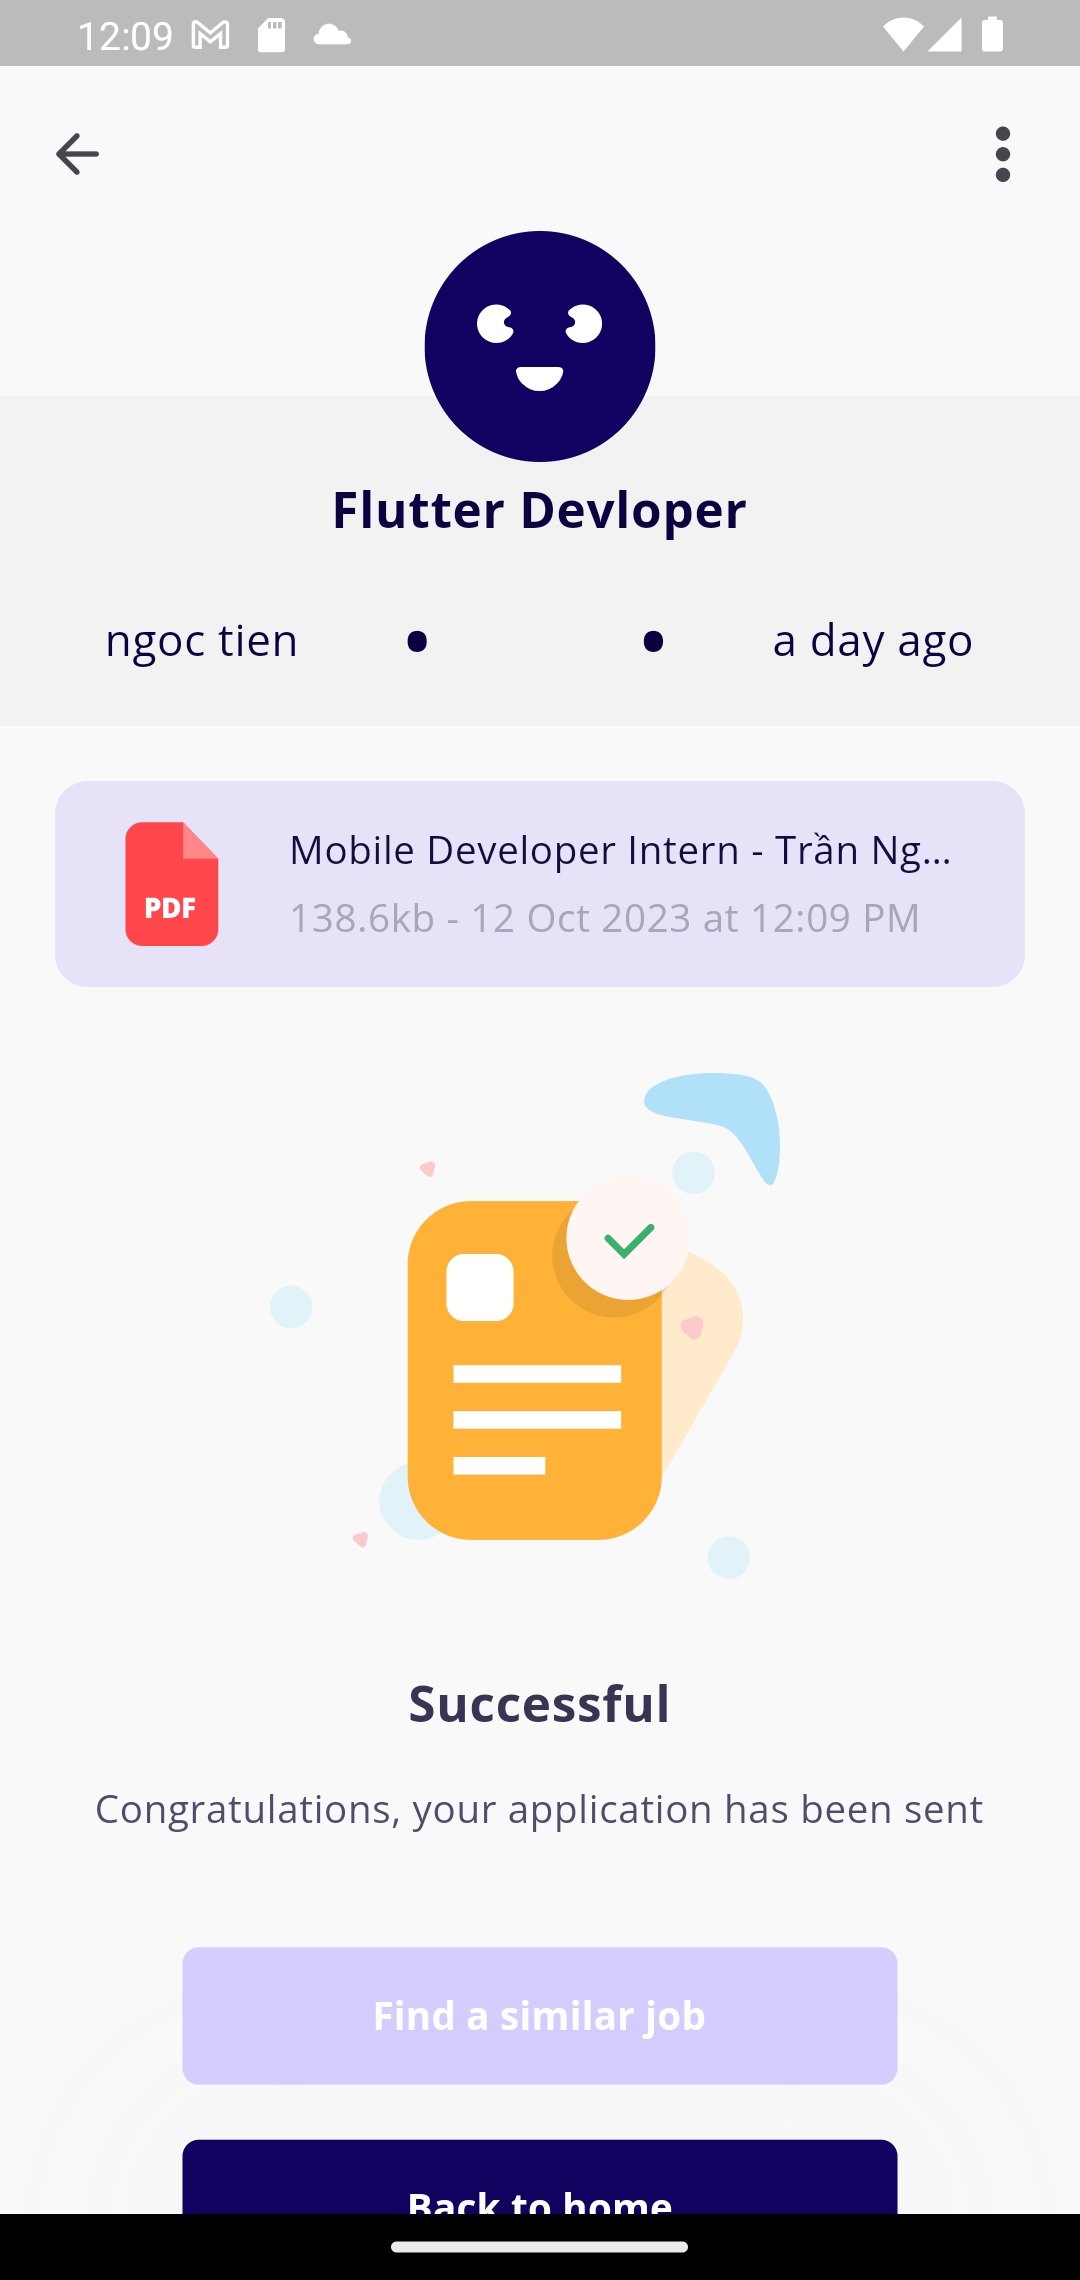 12:09
Flutter Devloper
ngoc tien • • a day ago
Mobile Developer Intern - Trần Ng...
PDF
138.6kb - 12 Oct 2023 at 12:09 PM
Successful
Congratulations, your application has been sent
Find a similar job
Back to home